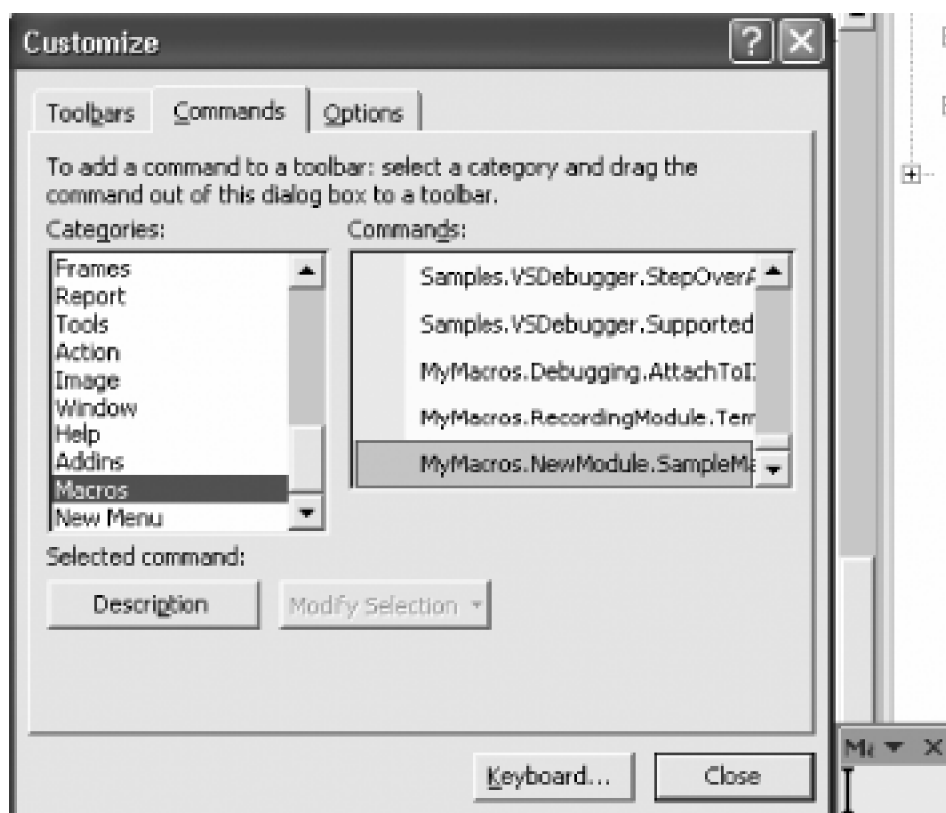 Customize
Toolbars Commands Options
To add a command to a toolbar: select a category and drag the
command out of this dialog box to a toolbar.
Categories: Commands:
Frames
Report
Tools
Action
Image
Window
Help
Addins
Macros
New Menu
Samples.VSDebugger.StepOverA
Samples.VSDebugger.Supported
MyMacros.Debugging.AttachToI
MyMacros.RecordingModule.Tem
MyMacros.NewModule.SampleMa
Selected command:
Description Modify Selection
Keyboard... Close